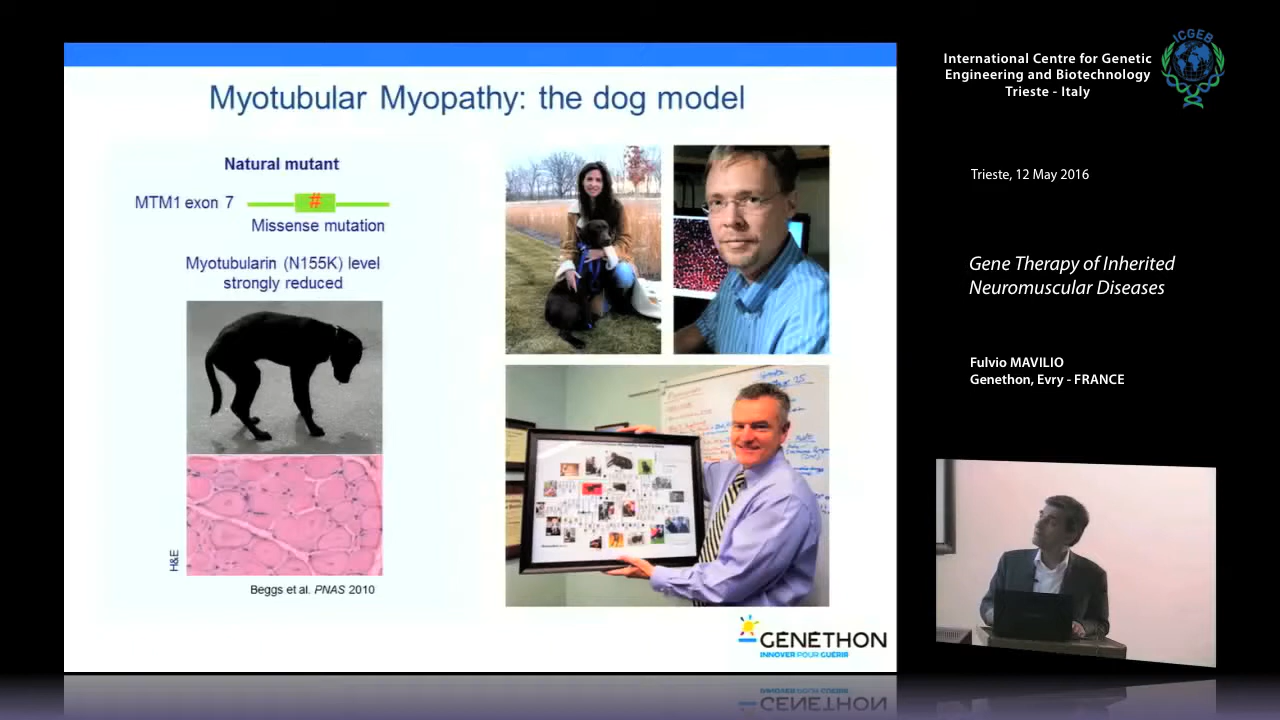 Myotubular Myopathy: the dog model
Natural mutant
MTM1 exon 7
#
Missense mutation
Myotubularin (N155K) level
strongly reduced
H&E
Beggs et al. PNAS 2010
GENETHON
INNOVER POUR GUÉRIR
ICGEB
International Centre for Genetic
Engineering and Biotechnology
Trieste - Italy
Trieste, 12 May 2016
Gene Therapy of Inherited
Neuromuscular Diseases
Fulvio MAVILIO
Genethon, Evry - FRANCE